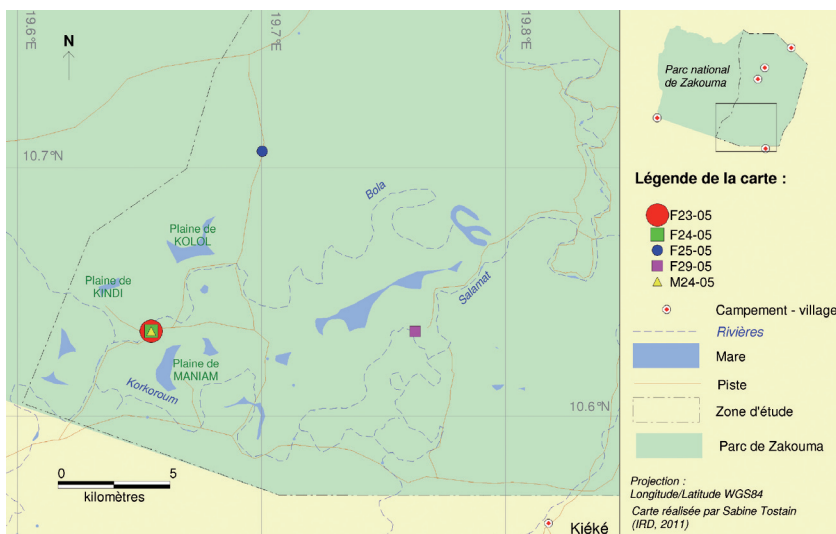 19.6°E
19.7°E
19.8°E
N
10.7°N
10.6°N
Bola
Plaine de
KOLOL
Plaine de
KINDI
Salamat
Plaine de
MANIAM
Korkoroum
0 5
kilomètres
Kiéké
Parc national
de Zakouma
Légende de la carte :
F23-05
F24-05
F25-05
F29-05
M24-05
Campement - village
Rivières
Mare
Piste
Zone d'étude
Parc de Zakouma
Projection :
Longitude/Latitude WGS84
Carte réalisée par Sabine Tostain
(IRD, 2011)